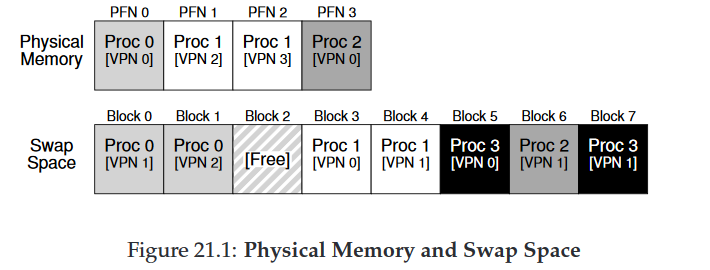 PFN 0 PFN 1 PFN 2 PFN 3
Physical Memory
Proc 0 [VPN 0]
Proc 1 [VPN 2]
Proc 1 [VPN 3]
Proc 2 [VPN 0]
Block 0 Block 1 Block 2 Block 3 Block 4 Block 5 Block 6 Block 7
Swap Space
Proc 0 [VPN 1]
Proc 0 [VPN 2]
[Free]
Proc 1 [VPN 0]
Proc 1 [VPN 1]
Proc 3 [VPN 0]
Proc 2 [VPN 1]
Proc 3 [VPN 1]
Figure 21.1: Physical Memory and Swap Space